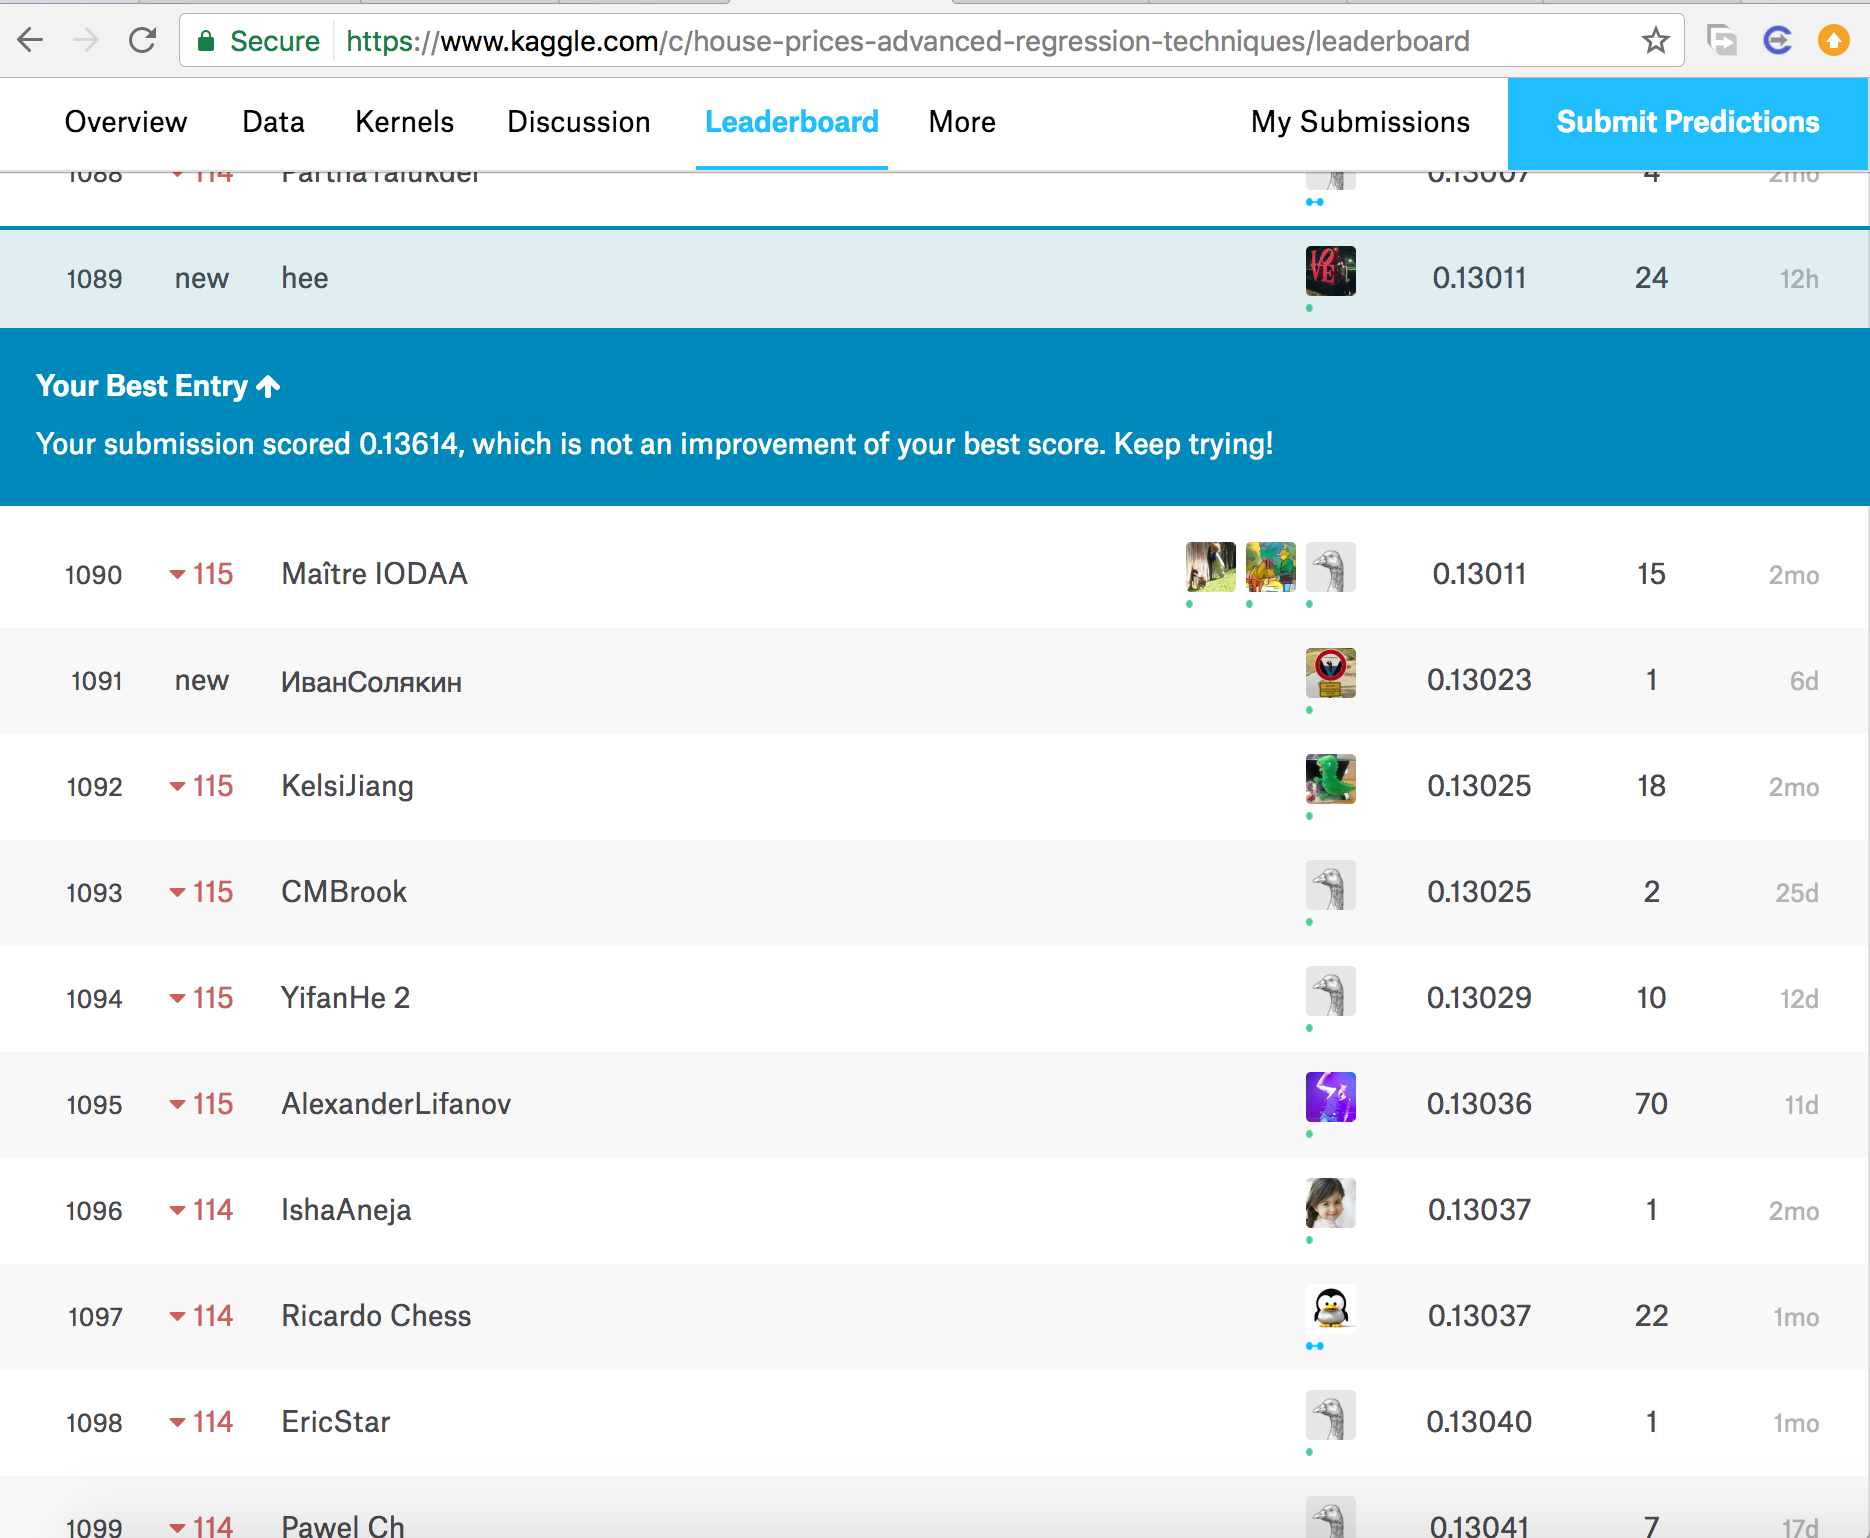 Secure https://www.kaggle.com/c/house-prices-advanced-regression-techniques/leaderboard
Overview Data Kernels Discussion Leaderboard More My Submissions Submit Predictions
1088 114 ParthaTalukder 0.13007 4 2mo
1089 new hee 0.13011 24 12h
Your Best Entry
Your submission scored 0.13614, which is not an improvement of your best score. Keep trying!
1090 115 Maître IODAA 0.13011 15 2mo
1091 new ИванСолякин 0.13023 1 6d
1092 115 KelsiJiang 0.13025 18 2mo
1093 115 CMBrook 0.13025 2 25d
1094 115 YifanHe 2 0.13029 10 12d
1095 115 AlexanderLifanov 0.13036 70 11d
1096 114 IshaAneja 0.13037 1 2mo
1097 114 Ricardo Chess 0.13037 22 1mo
1098 114 EricStar 0.13040 1 1mo
1099 114 Pawel Ch 0.13041 7 17d